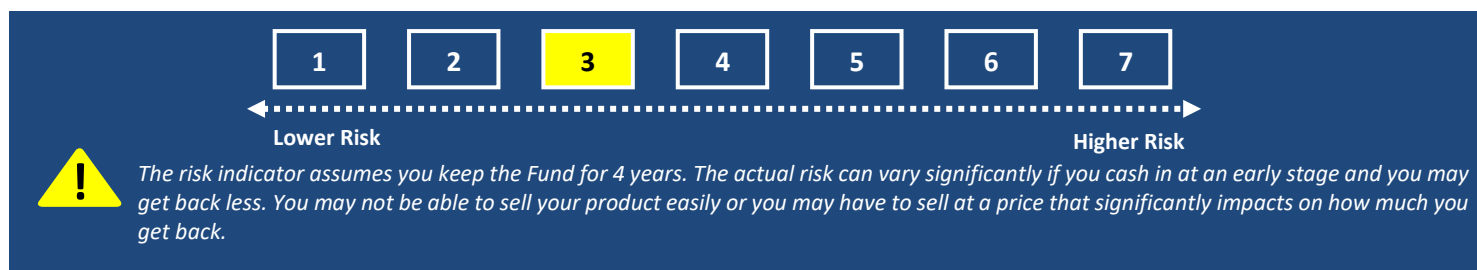 1 2 3 4 5 6 7
Lower Risk Higher Risk
!
The risk indicator assumes you keep the Fund for 4 years. The actual risk can vary significantly if you cash in at an early stage and you may
get back less. You may not be able to sell your product easily or you may have to sell at a price that significantly impacts on how much you
get back.